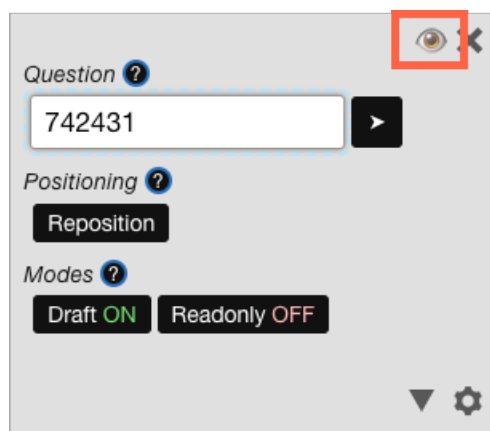 Question ?
742431
Positioning ?
Reposition
Modes ?
Draft ON Readonly OFF